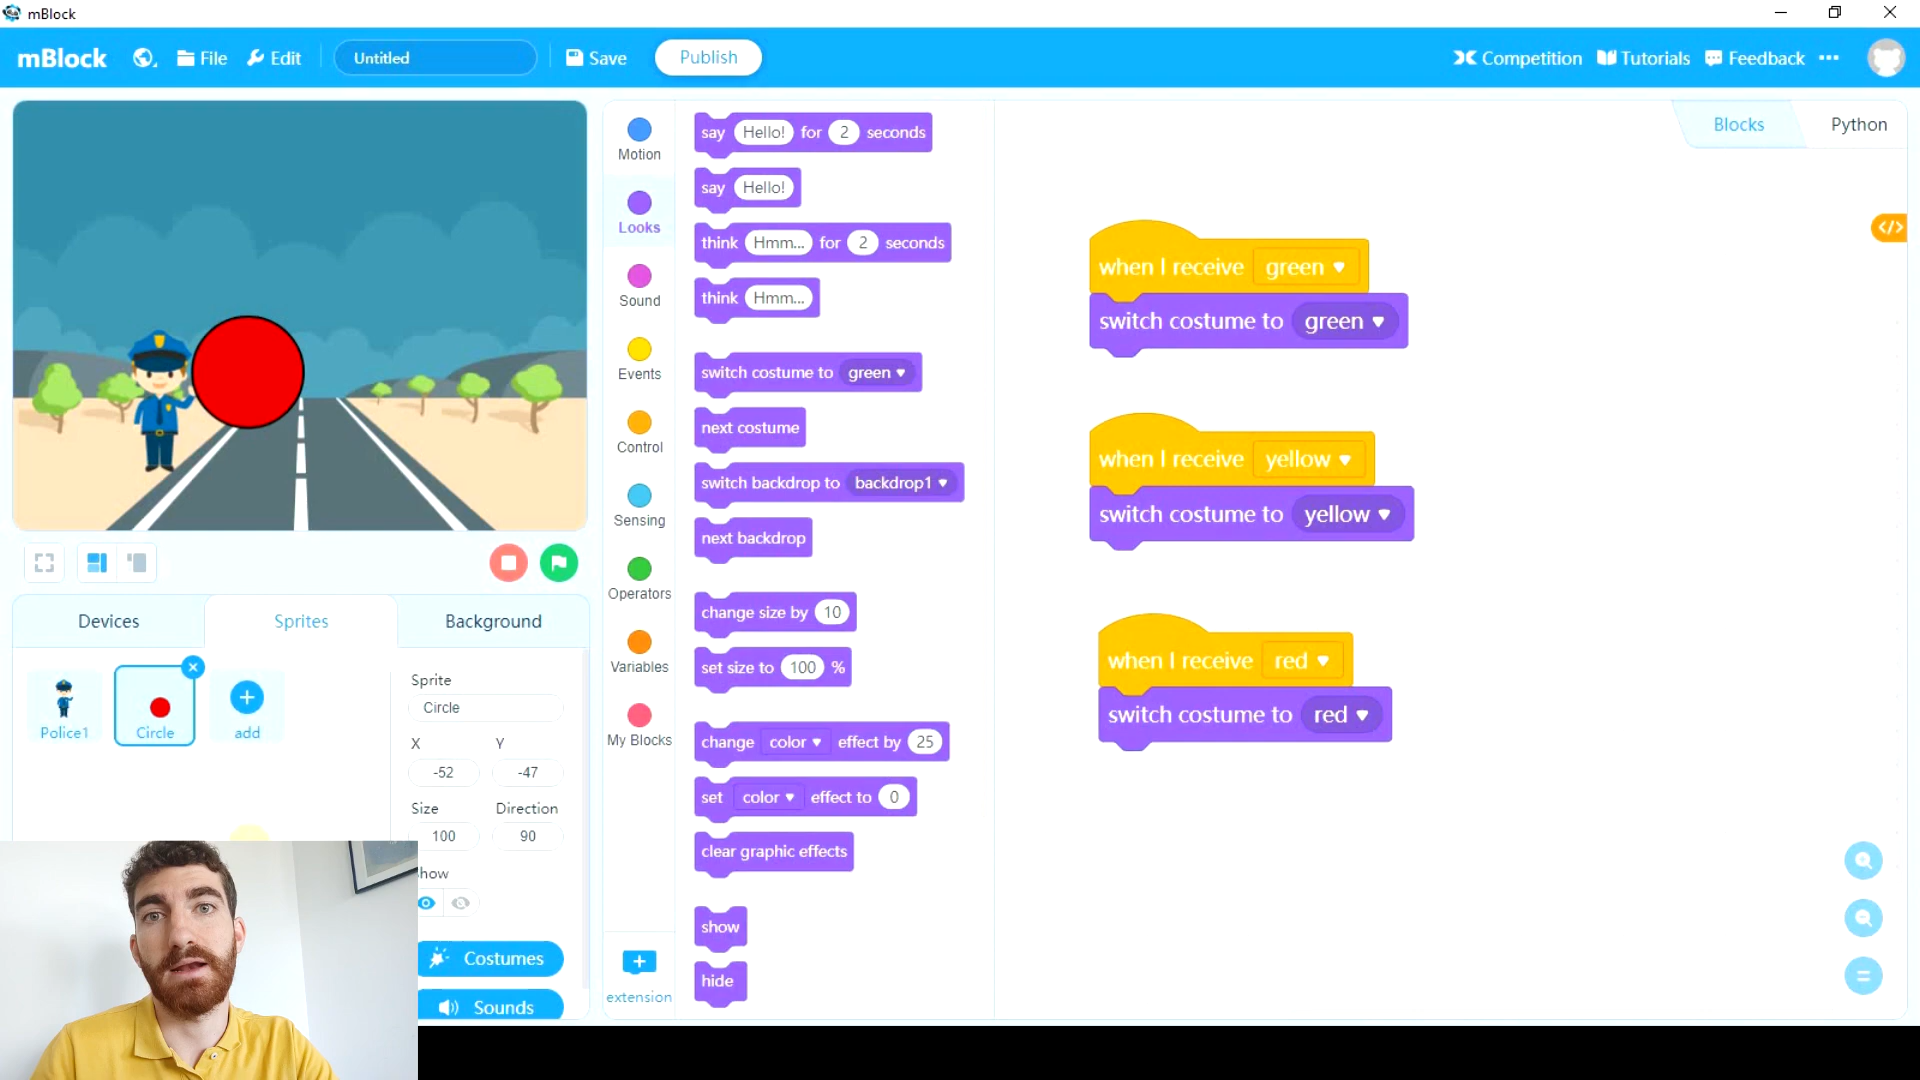 mBlock
mBlock File Edit Untitled Save Publish Competition Tutorials Feedback
Blocks Python
Motion
Looks
Sound
Events
Control
Sensing
Operators
Variables
My Blocks
extension
say Hello! for 2 seconds
say Hello!
think Hmm... for 2 seconds
think Hmm...
switch costume to green
next costume
switch backdrop to backdrop1
next backdrop
change size by 10
set size to 100 %
change color effect by 25
set color effect to 0
clear graphic effects
show
hide
when I receive green
switch costume to green
when I receive yellow
switch costume to yellow
when I receive red
switch costume to red
Devices Sprites Background
Police1 Circle add
Sprite
Circle
X Y
-52 -47
Size Direction
100 90
how
Costumes
Sounds